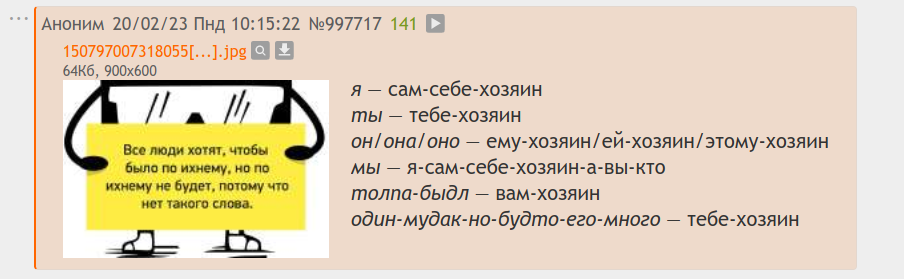 Аноним 20/02/23 Пнд 10:15:22 №997717 141
150797007318055[...].jpg
64Кб, 900x600
Все люди хотят, чтобы
было по ихнему, но по
ихнему не будет, потому что
нет такого слова.
я — сам-себе-хозяин
ты — тебе-хозяин
он/она/оно — ему-хозяин/ей-хозяин/этому-хозяин
мы — я-сам-себе-хозяин-а-вы-кто
толпа-быдл — вам-хозяин
один-мудак-но-будто-его-много — тебе-хозяин